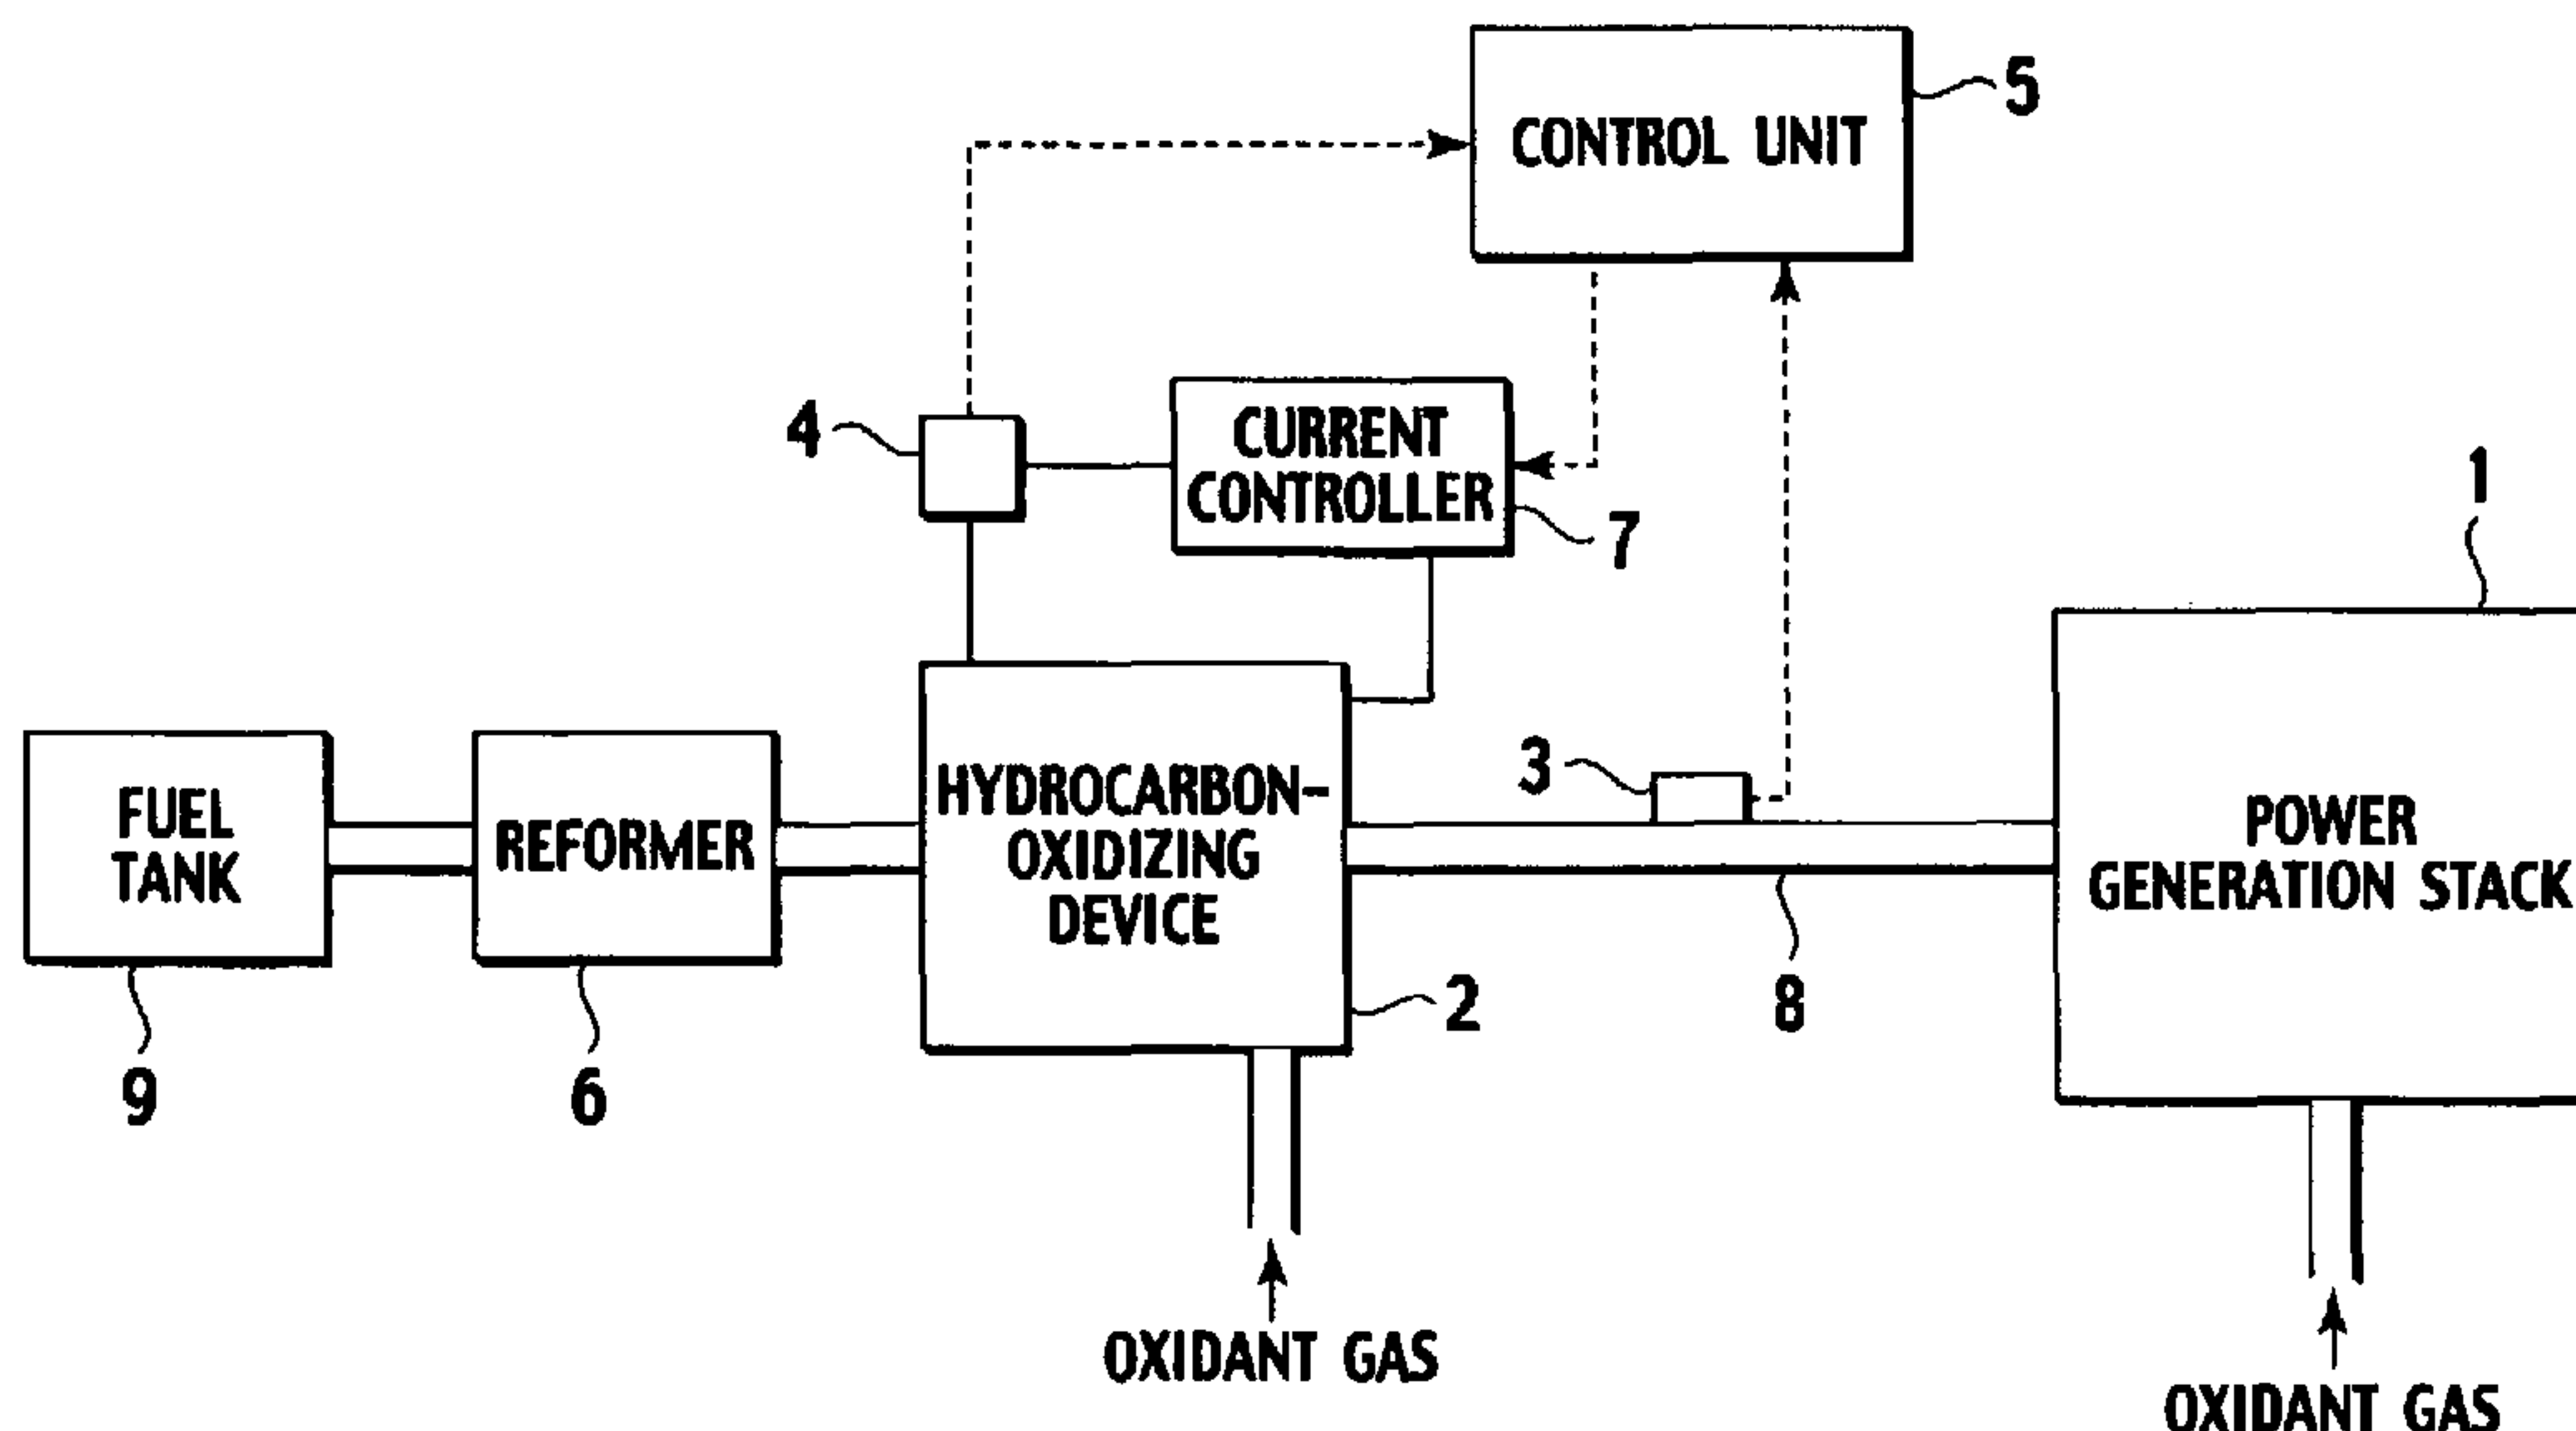 5
CONTROL UNIT
4
CURRENT
CONTROLLER
7
1
3
FUEL
TANK
REFORMER
HYDROCARBON-
OXIDIZING
DEVICE
POWER
GENERATION STACK
2
8
9
6
OXIDANT GAS
OXIDANT GAS